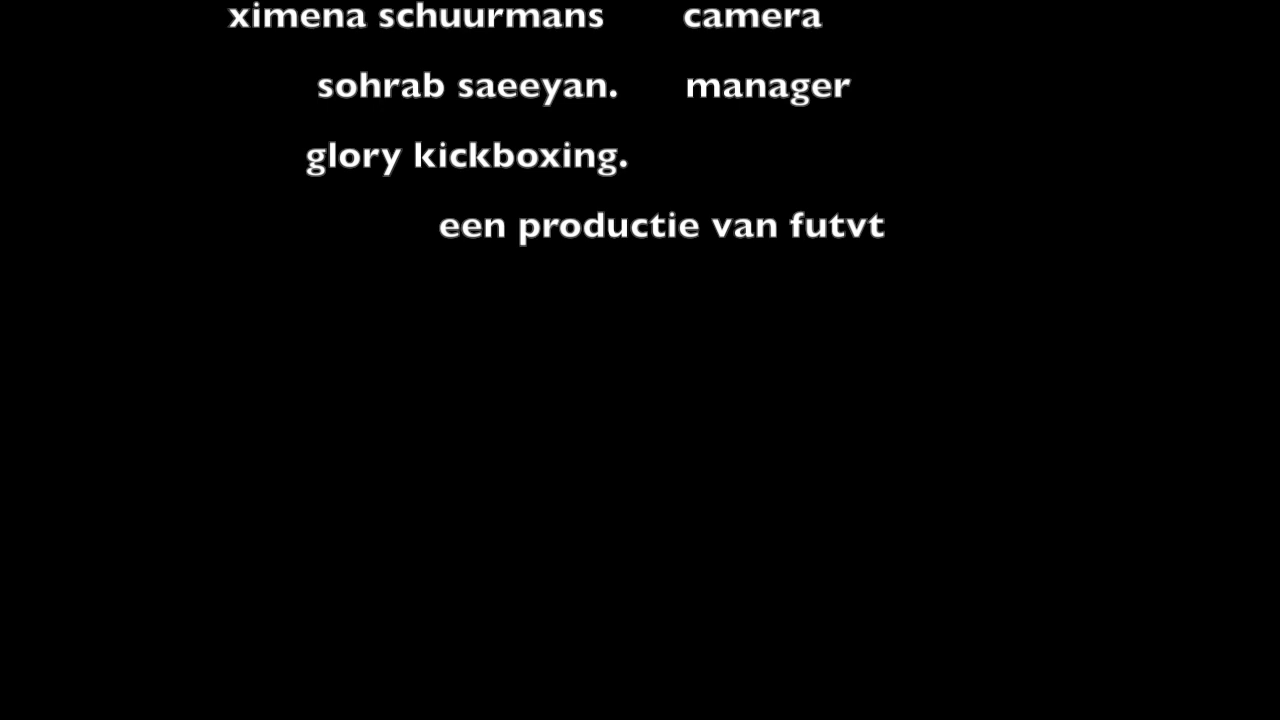 ximena schuurmans camera
sohrab saeeyan. manager
glory kickboxing.
een productie van futvt